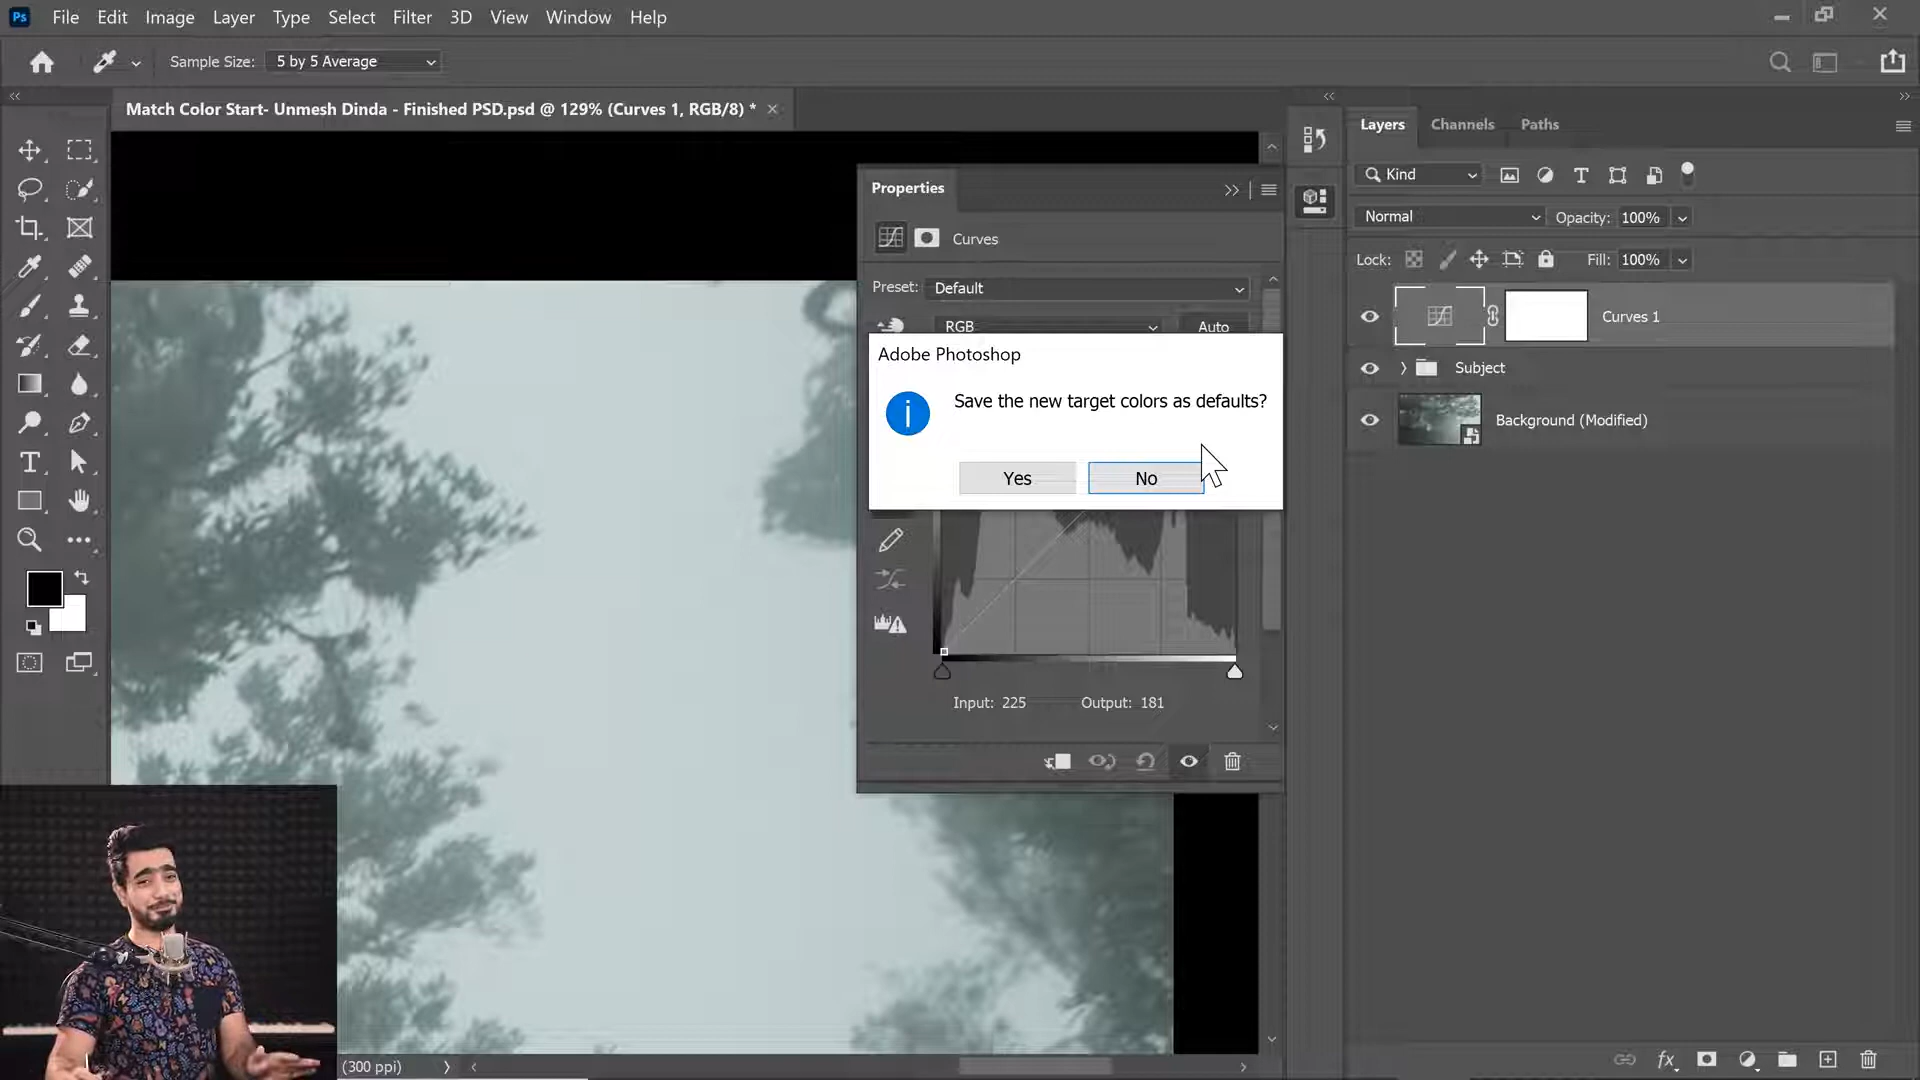 Ps File Edit Image Layer Type Select Filter 3D View Window Help
Sample Size: 5 by 5 Average
Match Color Start- Unmesh Dinda - Finished PSD.psd @ 129% (Curves 1, RGB/8) *
Properties
Curves
Preset: Default
RGB Auto
Adobe Photoshop
Save the new target colors as defaults?
Yes No
Input: 225 Output: 181
Layers Channels Paths
Kind
Normal Opacity: 100%
Lock: Fill: 100%
Curves 1
Subject
Background (Modified)
(300 ppi)
fx